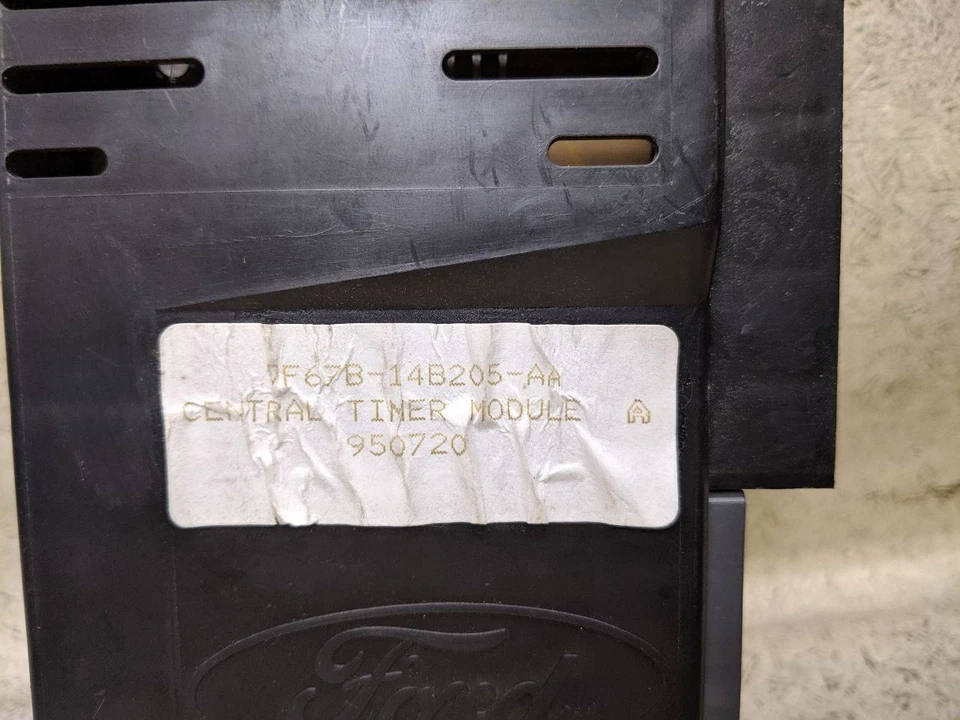 F67B-14B205-AA
CENTRAL TIMER MODULE A
950720
Ford